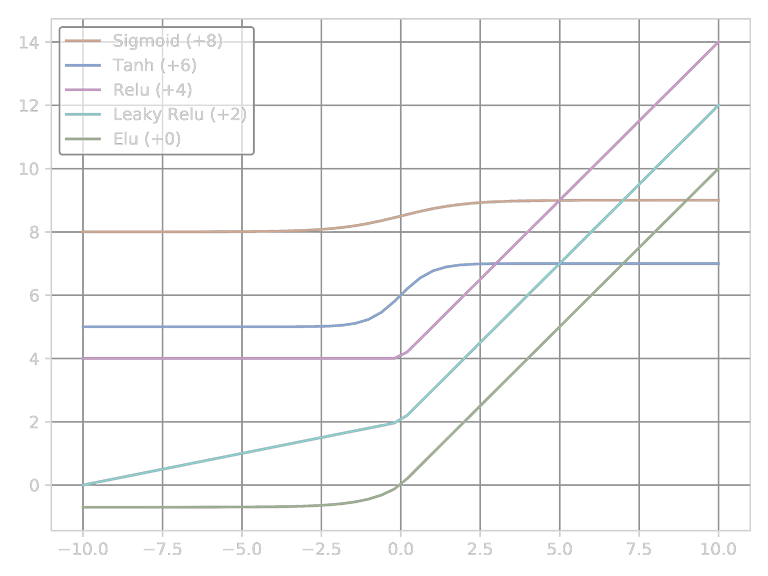 14
12
10
8
6
4
2
0
Sigmoid (+8)
Tanh (+6)
Relu (+4)
Leaky Relu (+2)
Elu (+0)
−10.0 −7.5 −5.0 −2.5 0.0 2.5 5.0 7.5 10.0